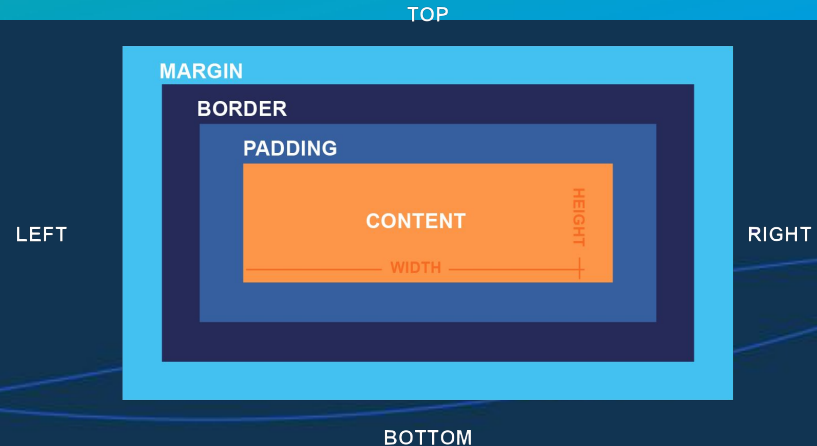 TOP
MARGIN
BORDER
PADDING
CONTENT
HEIGHT
WIDTH
LEFT
RIGHT
BOTTOM